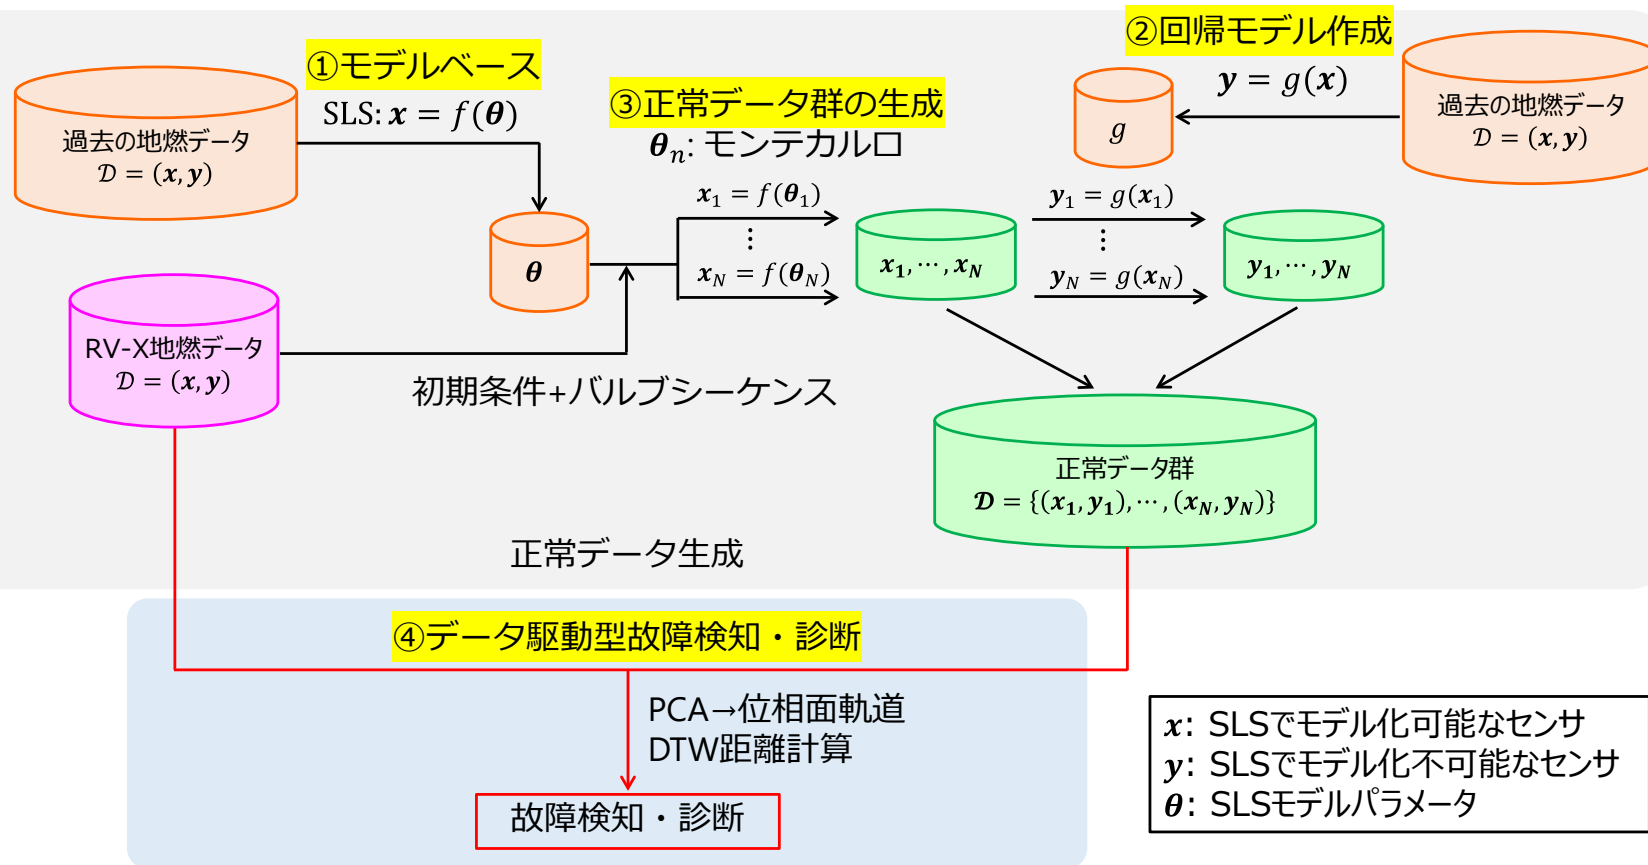 ①モデルベース
SLS: x = f(θ)
過去の地燃データ
𝒟 = (x, y)
②回帰モデル作成
y = g(x)
g
過去の地燃データ
𝒟 = (x, y)
③正常データ群の生成
θₙ: モンテカルロ
θ
x₁ = f(θ₁)
⋮
x_N = f(θ_N)
x₁, ⋯ , x_N
y₁ = g(x₁)
⋮
y_N = g(x_N)
y₁, ⋯ , y_N
RV-X地燃データ
𝒟 = (x, y)
初期条件+バルブシーケンス
正常データ群
𝓓 = {(x₁, y₁), ⋯ , (x_N, y_N)}
正常データ生成
④データ駆動型故障検知・診断
PCA→位相面軌道
DTW距離計算
故障検知・診断
x: SLSでモデル化可能なセンサ
y: SLSでモデル化不可能なセンサ
θ: SLSモデルパラメータ